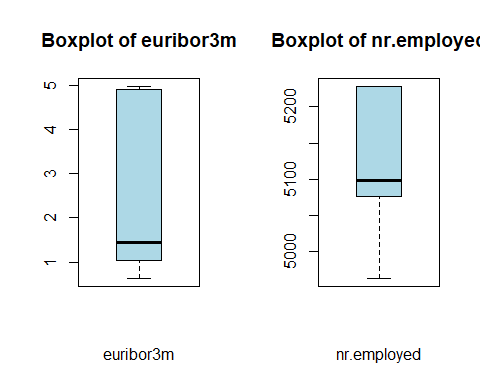 Boxplot of euribor3m
5
4
3
2
1
euribor3m
Boxplot of nr.employed
5200
5100
5000
nr.employed